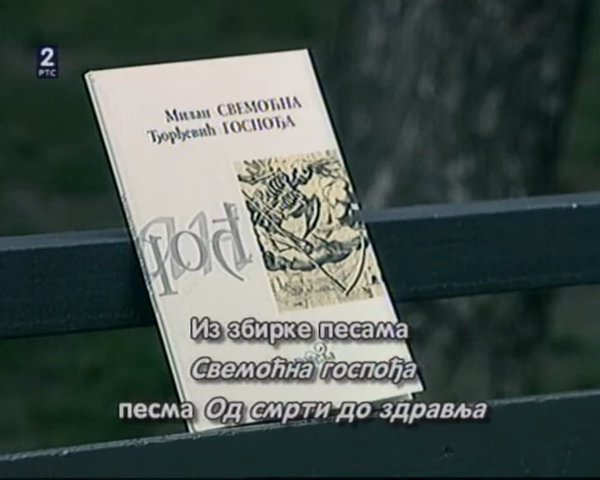 2
РТС
Милан СВЕМОЋНА
Ђорђевић ГОСПОЂА
Из збирке песама
Свемоћна госпођа
песма Од смрти до здравља